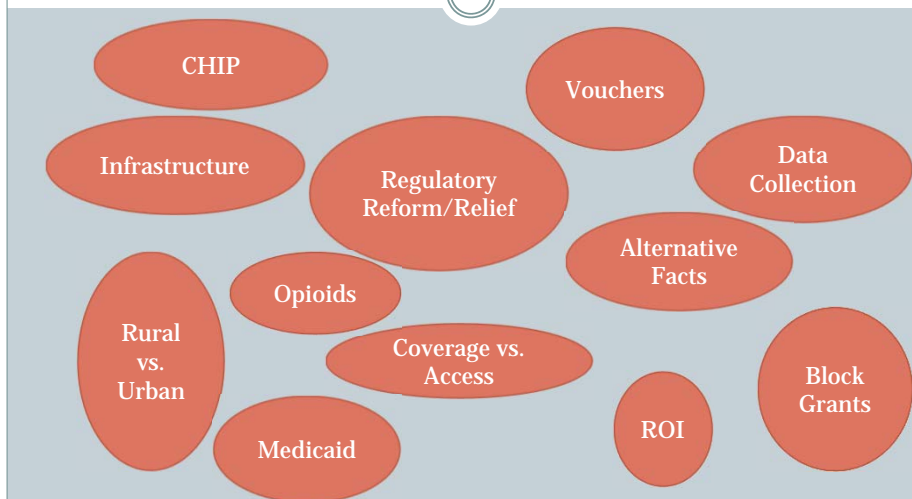 CHIP
Vouchers
Infrastructure
Regulatory
Reform/Relief
Data
Collection
Alternative
Facts
Opioids
Rural
vs.
Urban
Coverage vs.
Access
Block
Grants
ROI
Medicaid